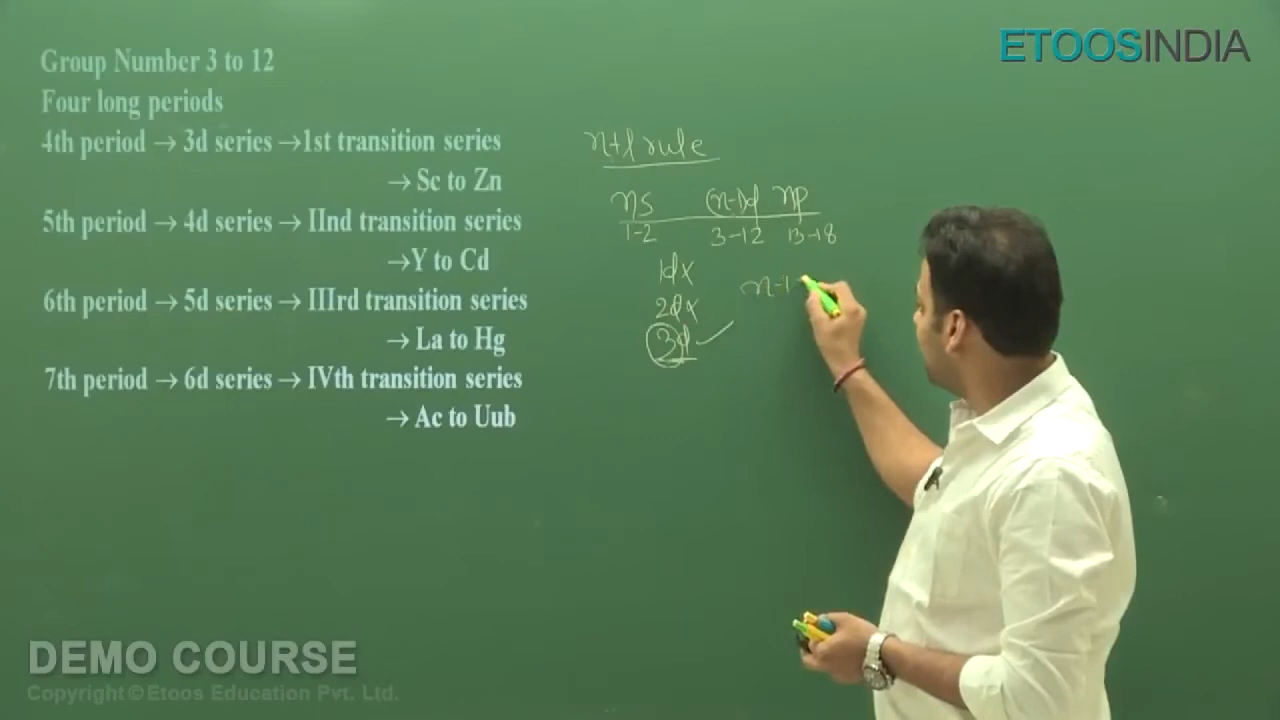 Group Number 3 to 12
Four long periods
4th period → 3d series →1st transition series
→ Sc to Zn
5th period → 4d series → IInd transition series
→Y to Cd
6th period → 5d series → IIIrd transition series
→ La to Hg
7th period → 6d series → IVth transition series
→ Ac to Uub
ETOOSINDIA
n+l rule
ns (n-1)d np
1-2 3-12 13-18
1d x
2d x
3d ✓
n-1 =
DEMO COURSE
Copyright © Etoos Education Pvt. Ltd.